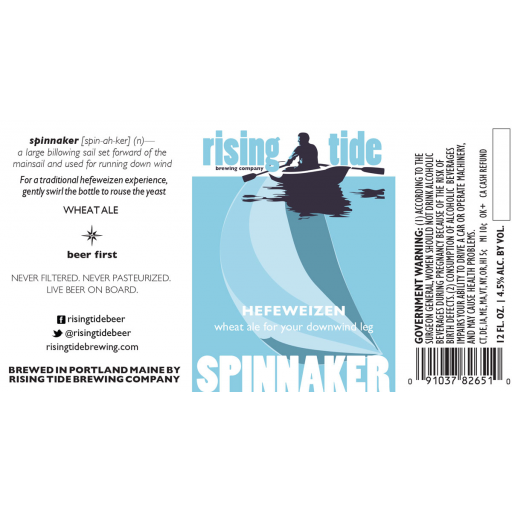 spinnaker [spin-ah-ker] (n)—
a large billowing sail set forward of the
mainsail and used for running down wind
For a traditional hefeweizen experience,
gently swirl the bottle to rouse the yeast
WHEAT ALE
beer first
NEVER FILTERED. NEVER PASTEURIZED.
LIVE BEER ON BOARD.
risingtidebeer
@risingtidebeer
risingtidebrewing.com
BREWED IN PORTLAND MAINE BY
RISING TIDE BREWING COMPANY
rising tide
brewing company
HEFEWEIZEN
wheat ale for your downwind leg
SPINNAKER
GOVERNMENT WARNING: (1) ACCORDING TO THE
SURGEON GENERAL, WOMEN SHOULD NOT DRINK ALCOHOLIC
BEVERAGES DURING PREGNANCY BECAUSE OF THE RISK OF
BIRTH DEFECTS. (2) CONSUMPTION OF ALCOHOLIC BEVERAGES
IMPAIRS YOUR ABILITY TO DRIVE A CAR OR OPERATE MACHINERY,
AND MAY CAUSE HEALTH PROBLEMS.
CT, DE, IA, ME, MA, VT, NY, OR, HI 5c MI 10c OK+ CA CASH REFUND
12 FL. OZ. | 4.5% ALC. BY VOL.
0 91037 82651 0